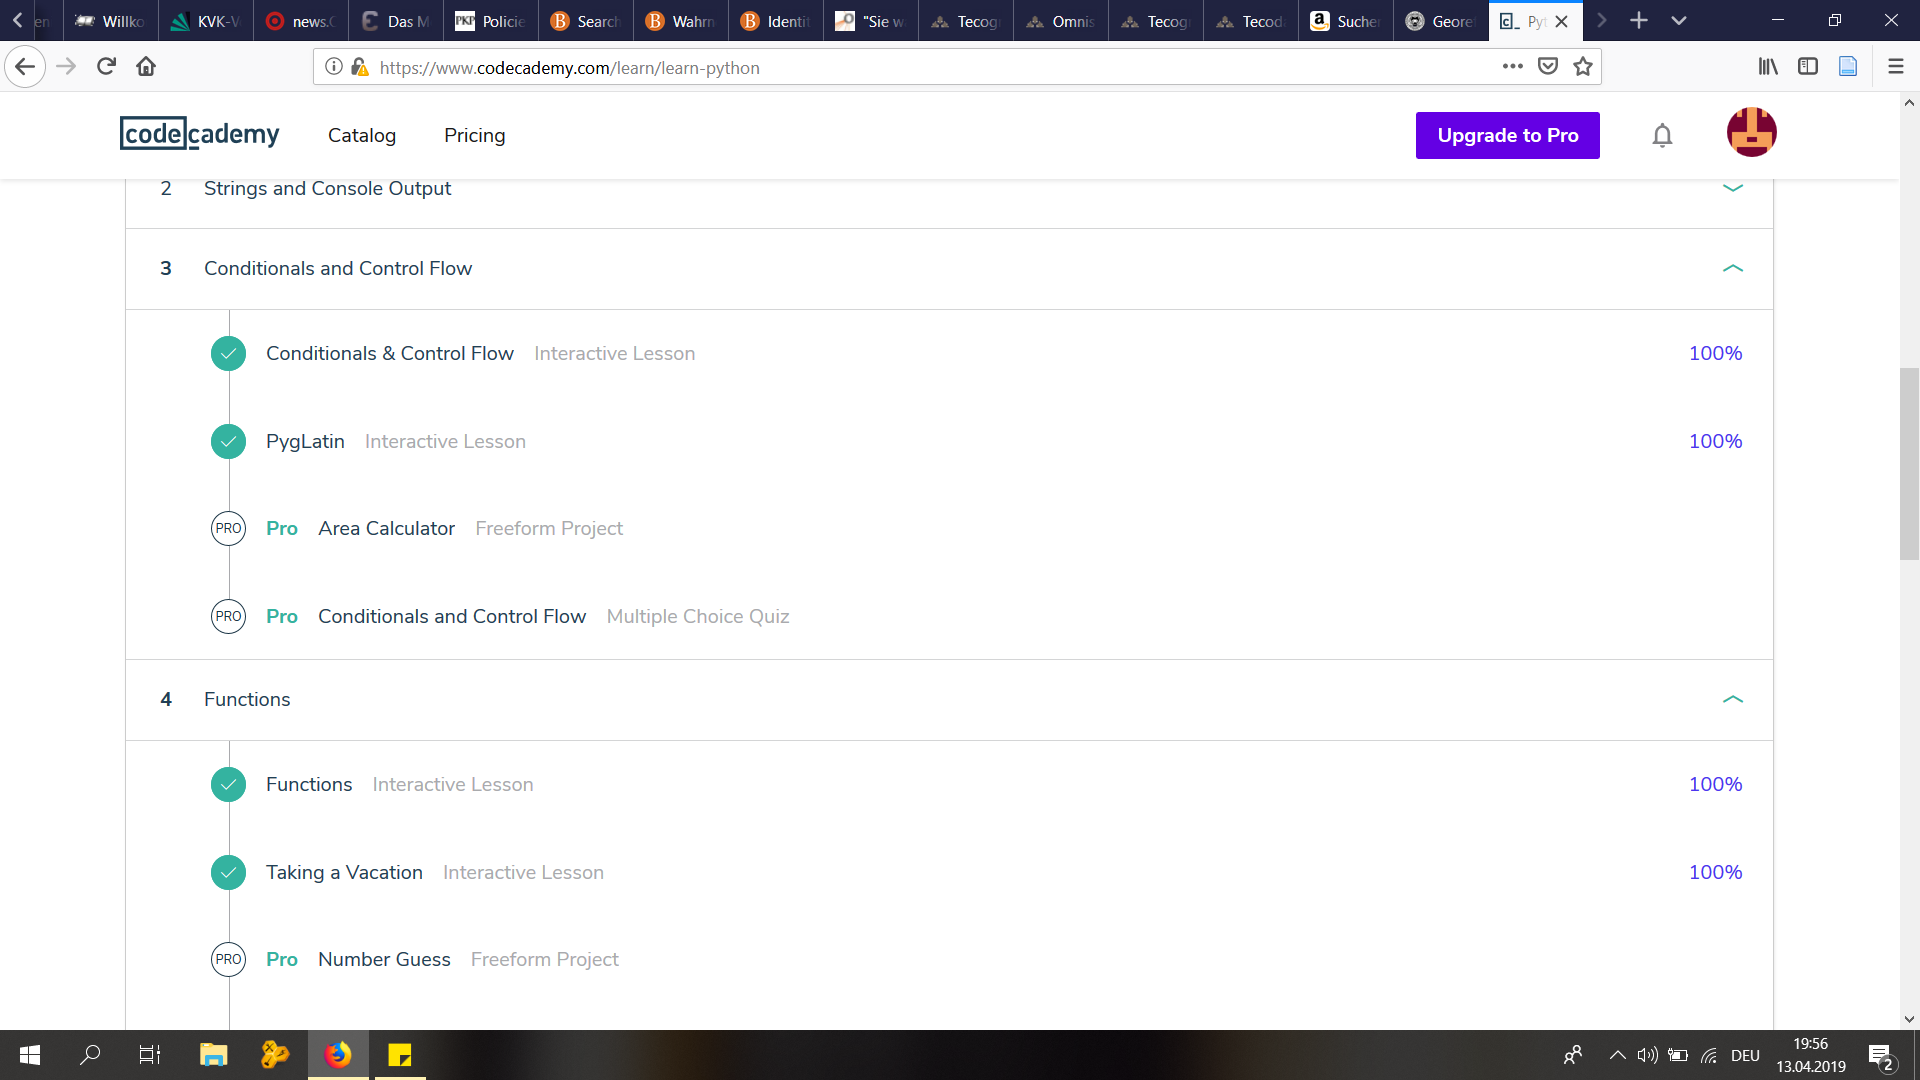 en Willko KVK-V news. Das M PKP Policie Search Wahrn Identit "Sie w Tecog Omnis Tecog Tecod Sucher Geore Pyt
https://www.codecademy.com/learn/learn-python
codecademy Catalog Pricing Upgrade to Pro
2 Strings and Console Output
3 Conditionals and Control Flow
Conditionals & Control Flow Interactive Lesson 100%
PygLatin Interactive Lesson 100%
PRO Pro Area Calculator Freeform Project
PRO Pro Conditionals and Control Flow Multiple Choice Quiz
4 Functions
Functions Interactive Lesson 100%
Taking a Vacation Interactive Lesson 100%
PRO Pro Number Guess Freeform Project
DEU 19:56
13.04.2019 2